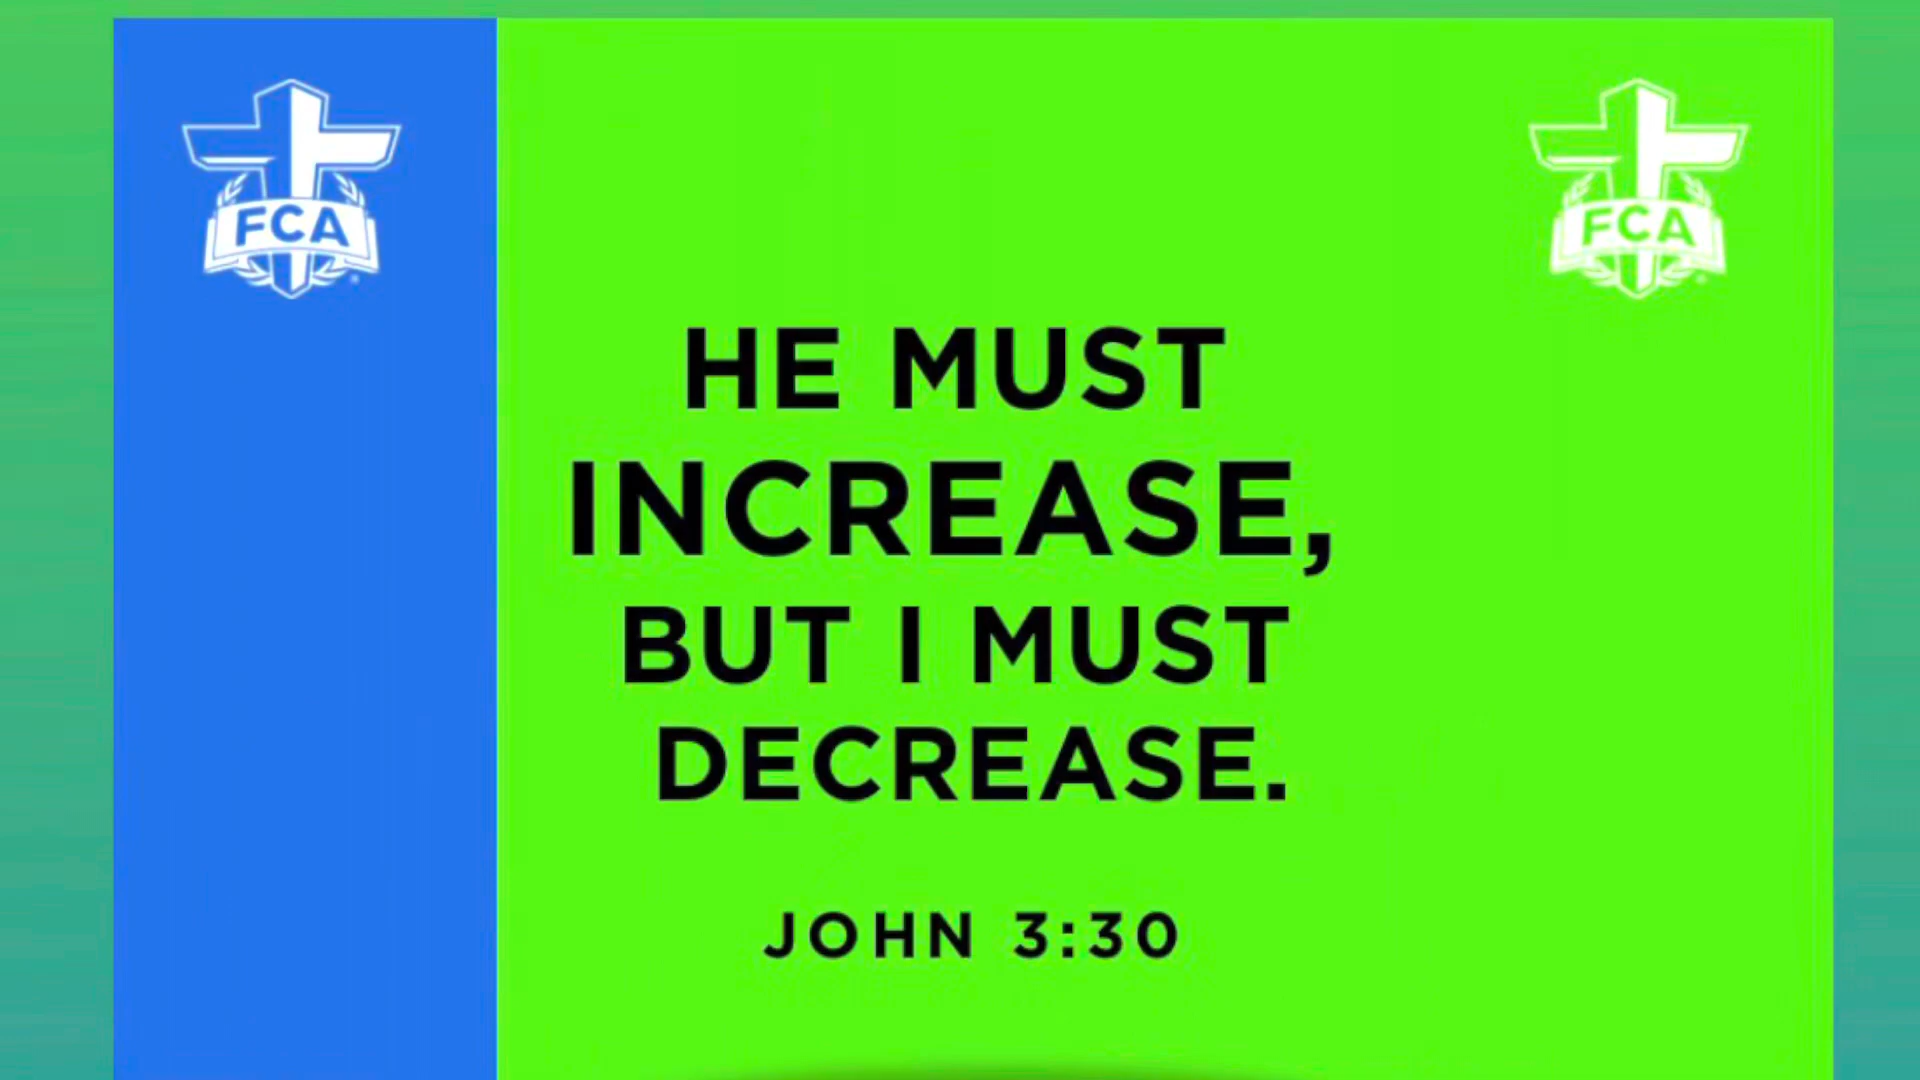 FCA
FCA
HE MUST
INCREASE,
BUT I MUST
DECREASE.
JOHN 3:30